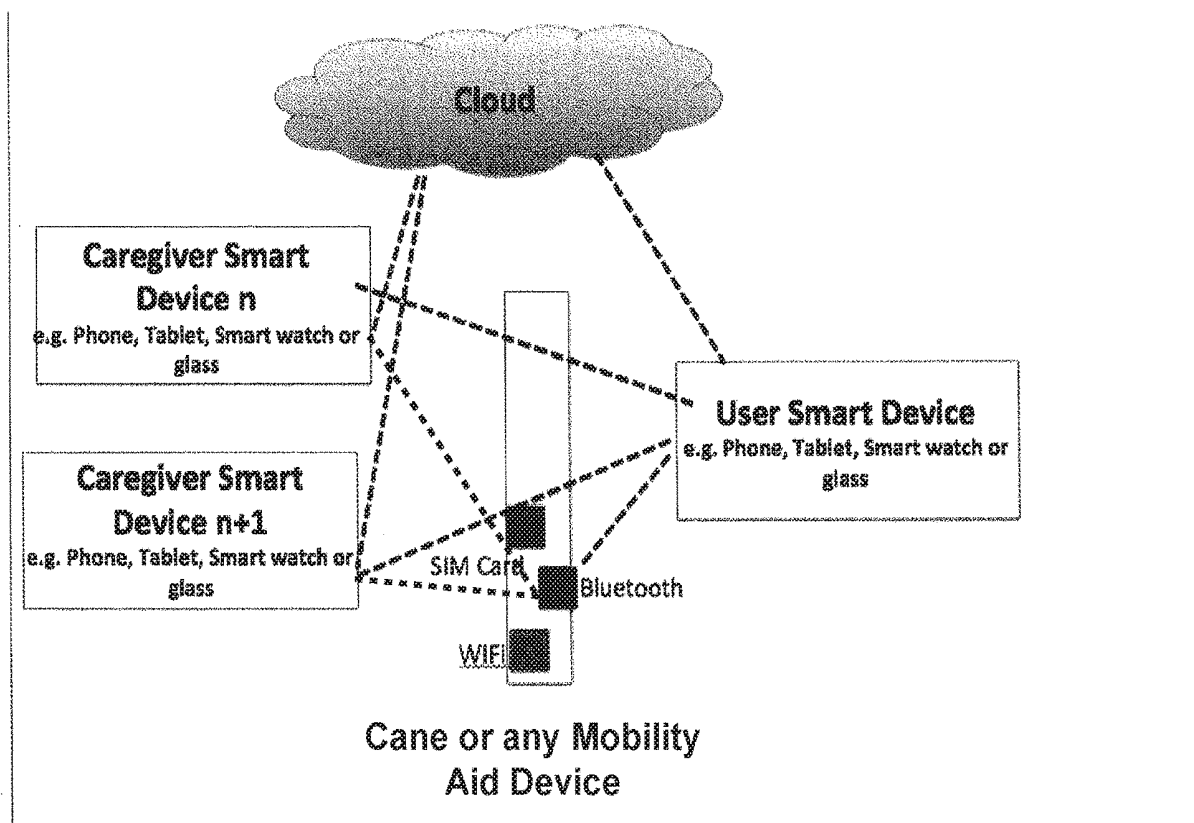 Cloud
Caregiver Smart
Device n
e.g. Phone, Tablet, Smart watch or
glass
User Smart Device
e.g. Phone, Tablet, Smart watch or
glass
Caregiver Smart
Device n+1
e.g. Phone, Tablet, Smart watch or
glass
SIM Card
Bluetooth
WIFi
Cane or any Mobility
Aid Device